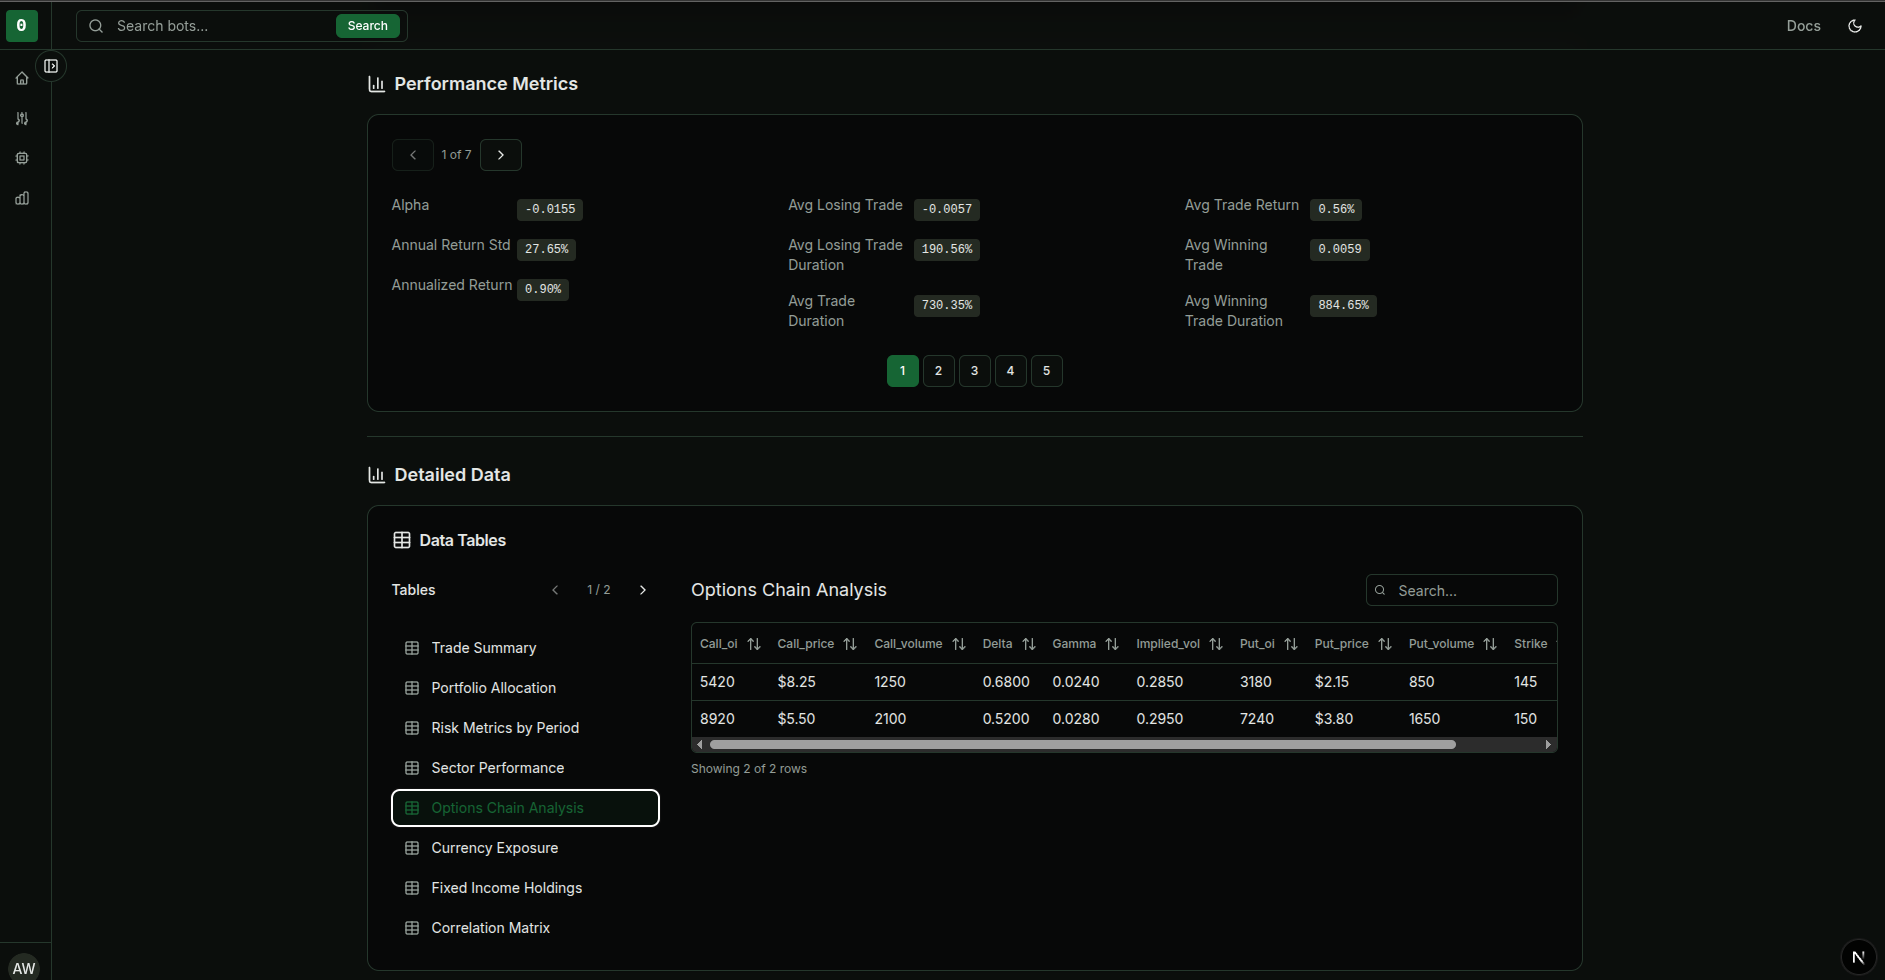 0
Search bots...
Search
Docs
Performance Metrics
1 of 7
Alpha
-0.0155
Annual Return Std
27.65%
Annualized Return
0.90%
Avg Losing Trade
-0.0057
Avg Losing Trade
Duration
190.56%
Avg Trade
Duration
730.35%
Avg Trade Return
0.56%
Avg Winning
Trade
0.0059
Avg Winning
Trade Duration
884.65%
1 2 3 4 5
Detailed Data
Data Tables
Tables
1 / 2
Trade Summary
Portfolio Allocation
Risk Metrics by Period
Sector Performance
Options Chain Analysis
Currency Exposure
Fixed Income Holdings
Correlation Matrix
Options Chain Analysis
Search...
Call_oi Call_price Call_volume Delta Gamma Implied_vol Put_oi Put_price Put_volume Strike
5420 $8.25 1250 0.6800 0.0240 0.2850 3180 $2.15 850 145
8920 $5.50 2100 0.5200 0.0280 0.2950 7240 $3.80 1650 150
Showing 2 of 2 rows
AW
N